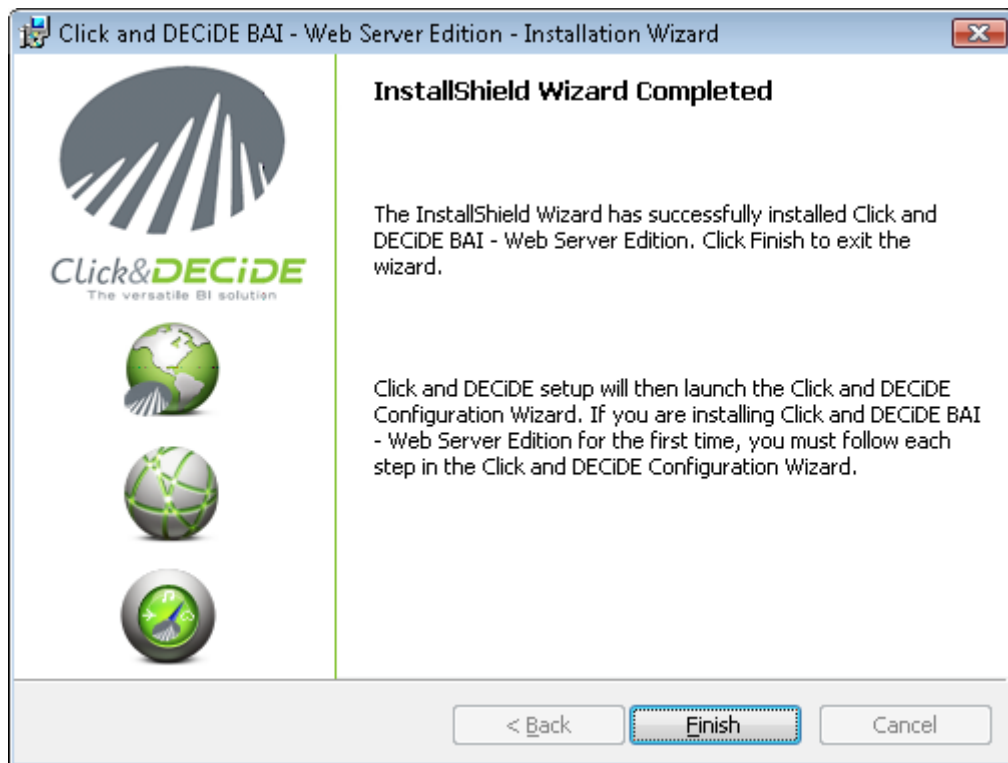 Click and DECiDE BAI - Web Server Edition - Installation Wizard
InstallShield Wizard Completed
The InstallShield Wizard has successfully installed Click and
DECiDE BAI - Web Server Edition. Click Finish to exit the
wizard.
Click&DECiDE
The versatile BI solution
Click and DECiDE setup will then launch the Click and DECiDE
Configuration Wizard. If you are installing Click and DECiDE BAI
- Web Server Edition for the first time, you must follow each
step in the Click and DECiDE Configuration Wizard.
< Back
Finish
Cancel